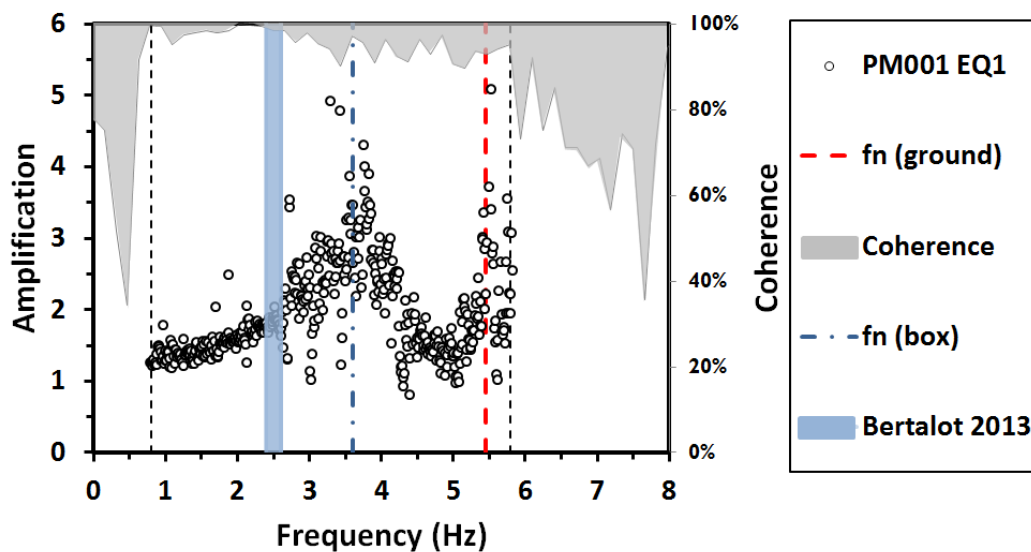 6
5
4
3
2
1
0
Amplification
0 1 2 3 4 5 6 7 8
Frequency (Hz)
100%
80%
60%
40%
20%
0%
Coherence
PM001 EQ1
fn (ground)
Coherence
fn (box)
Bertalot 2013